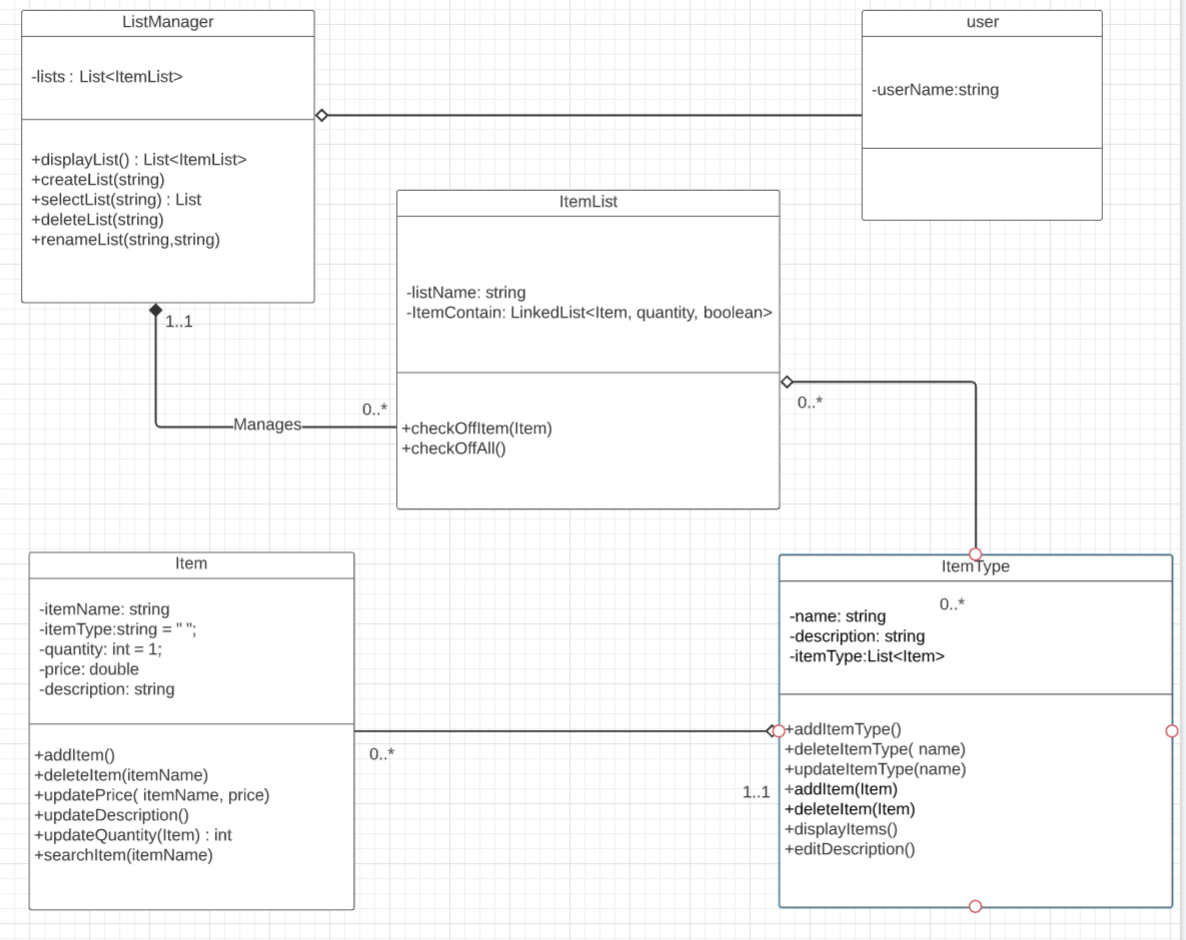 ListManager
-lists : List<ItemList>
+displayList() : List<ItemList>
+createList(string)
+selectList(string) : List
+deleteList(string)
+renameList(string,string)
user
-userName:string
ItemList
-listName: string
-ItemContain: LinkedList<Item, quantity, boolean>
+checkOffItem(Item)
+checkOffAll()
1..1
Manages
0..*
0..*
Item
-itemName: string
-itemType:string = " ";
-quantity: int = 1;
-price: double
-description: string
+addItem()
+deleteItem(itemName)
+updatePrice( itemName, price)
+updateDescription()
+updateQuantity(Item) : int
+searchItem(itemName)
0..*
1..1
ItemType
0..*
-name: string
-description: string
-itemType:List<Item>
+addItemType()
+deleteItemType( name)
+updateItemType(name)
+addItem(Item)
+deleteItem(Item)
+displayItems()
+editDescription()